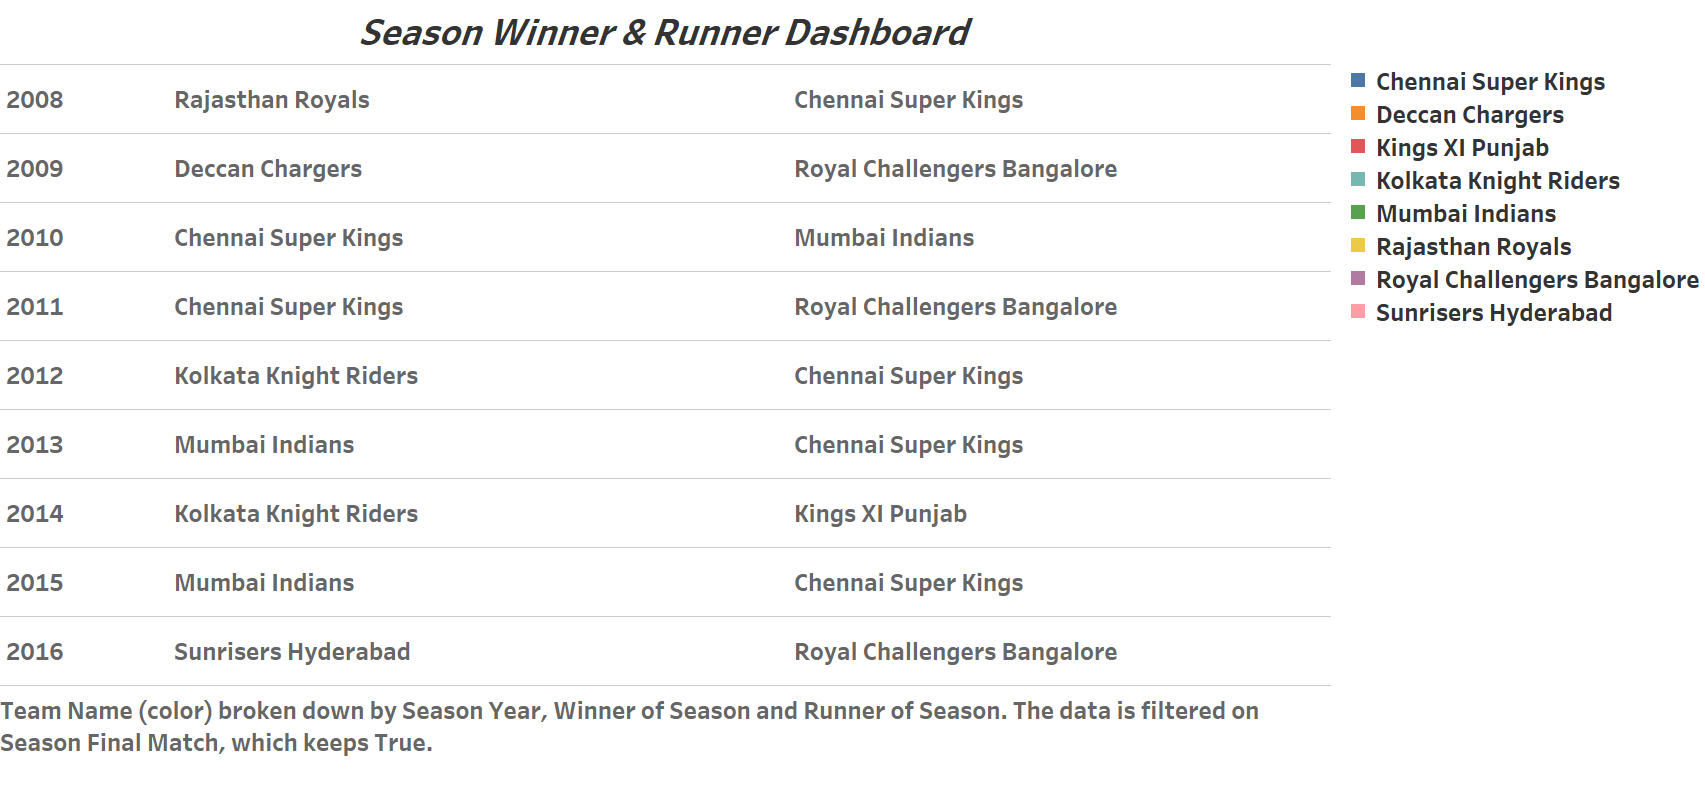 Season Winner & Runner Dashboard
2008 Rajasthan Royals Chennai Super Kings
2009 Deccan Chargers Royal Challengers Bangalore
2010 Chennai Super Kings Mumbai Indians
2011 Chennai Super Kings Royal Challengers Bangalore
2012 Kolkata Knight Riders Chennai Super Kings
2013 Mumbai Indians Chennai Super Kings
2014 Kolkata Knight Riders Kings XI Punjab
2015 Mumbai Indians Chennai Super Kings
2016 Sunrisers Hyderabad Royal Challengers Bangalore
Team Name (color) broken down by Season Year, Winner of Season and Runner of Season. The data is filtered on
Season Final Match, which keeps True.
Chennai Super Kings
Deccan Chargers
Kings XI Punjab
Kolkata Knight Riders
Mumbai Indians
Rajasthan Royals
Royal Challengers Bangalore
Sunrisers Hyderabad